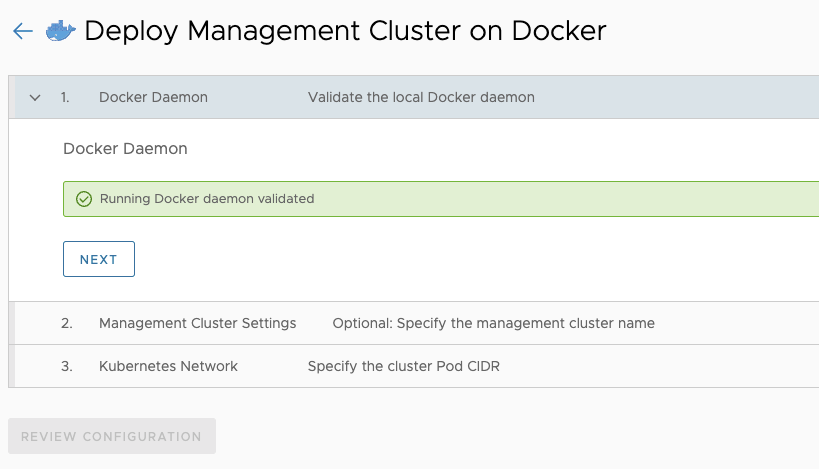 Deploy Management Cluster on Docker
1. Docker Daemon Validate the local Docker daemon
Docker Daemon
Running Docker daemon validated
NEXT
2. Management Cluster Settings Optional: Specify the management cluster name
3. Kubernetes Network Specify the cluster Pod CIDR
REVIEW CONFIGURATION